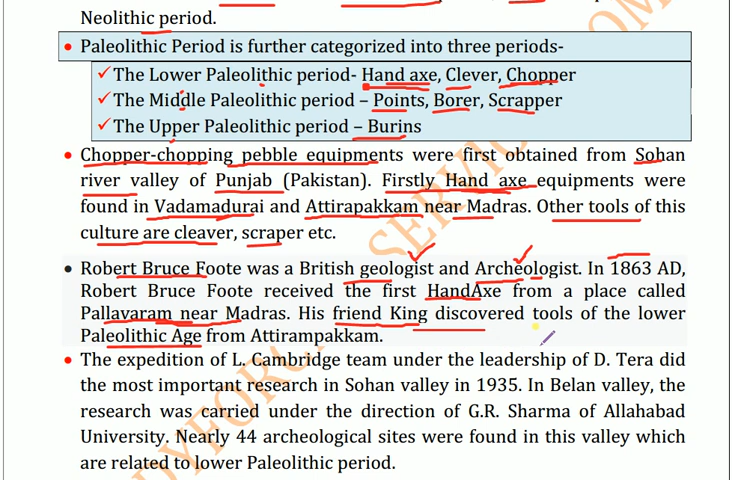 Neolithic period.
Paleolithic Period is further categorized into three periods-
The Lower Paleolithic period- Hand axe, Clever, Chopper
The Middle Paleolithic period – Points, Borer, Scrapper
The Upper Paleolithic period – Burins
Chopper-chopping pebble equipments were first obtained from Sohan
river valley of Punjab (Pakistan). Firstly Hand axe equipments were
found in Vadamadurai and Attirapakkam near Madras. Other tools of this
culture are cleaver, scraper etc.
Robert Bruce Foote was a British geologist and Archeologist. In 1863 AD,
Robert Bruce Foote received the first HandAxe from a place called
Pallavaram near Madras. His friend King discovered tools of the lower
Paleolithic Age from Attirampakkam.
The expedition of L. Cambridge team under the leadership of D. Tera did
the most important research in Sohan valley in 1935. In Belan valley, the
research was carried under the direction of G.R. Sharma of Allahabad
University. Nearly 44 archeological sites were found in this valley which
are related to lower Paleolithic period.